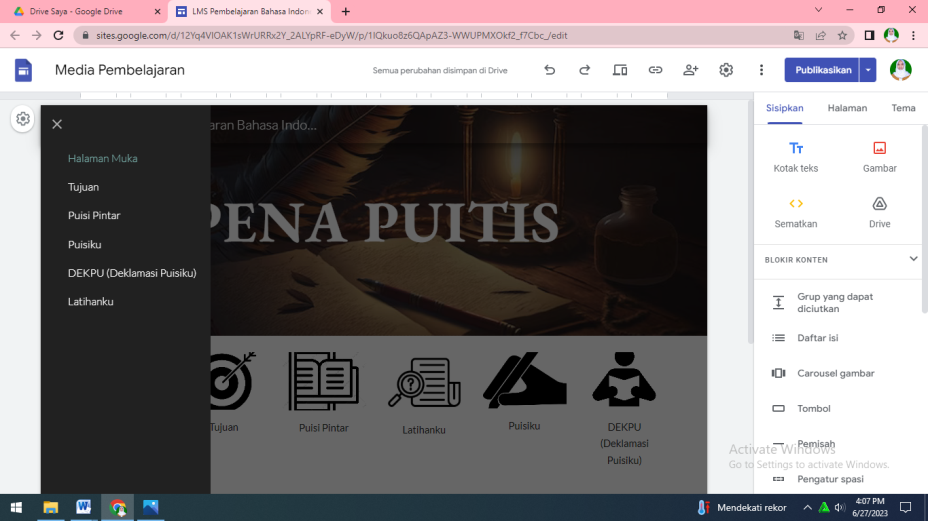 Drive Saya - Google Drive
LMS Pembelajaran Bahasa Indon
sites.google.com/d/12Yq4VlOAK1sWrURRx2Y_2ALYpRF-eDyW/p/1IQkuo8z6QApAZ3-WWUPMXOkf2_f7Cbc_/edit
Media Pembelajaran
Semua perubahan disimpan di Drive
Publikasikan
Sisipkan
Halaman
Tema
aran Bahasa Indo...
Halaman Muka
Tujuan
Puisi Pintar
Puisiku
DEKPU (Deklamasi Puisiku)
Latihanku
PENA PUITIS
Tujuan
Puisi Pintar
Latihanku
Puisiku
DEKPU
(Deklamasi
Puisiku)
Kotak teks
Gambar
Sematkan
Drive
BLOKIR KONTEN
Grup yang dapat
diciutkan
Daftar isi
Carousel gambar
Tombol
Pemisah
Pengatur spasi
Activate Windows
Go to Settings to activate Windows.
Mendekati rekor
4:07 PM
6/27/2023